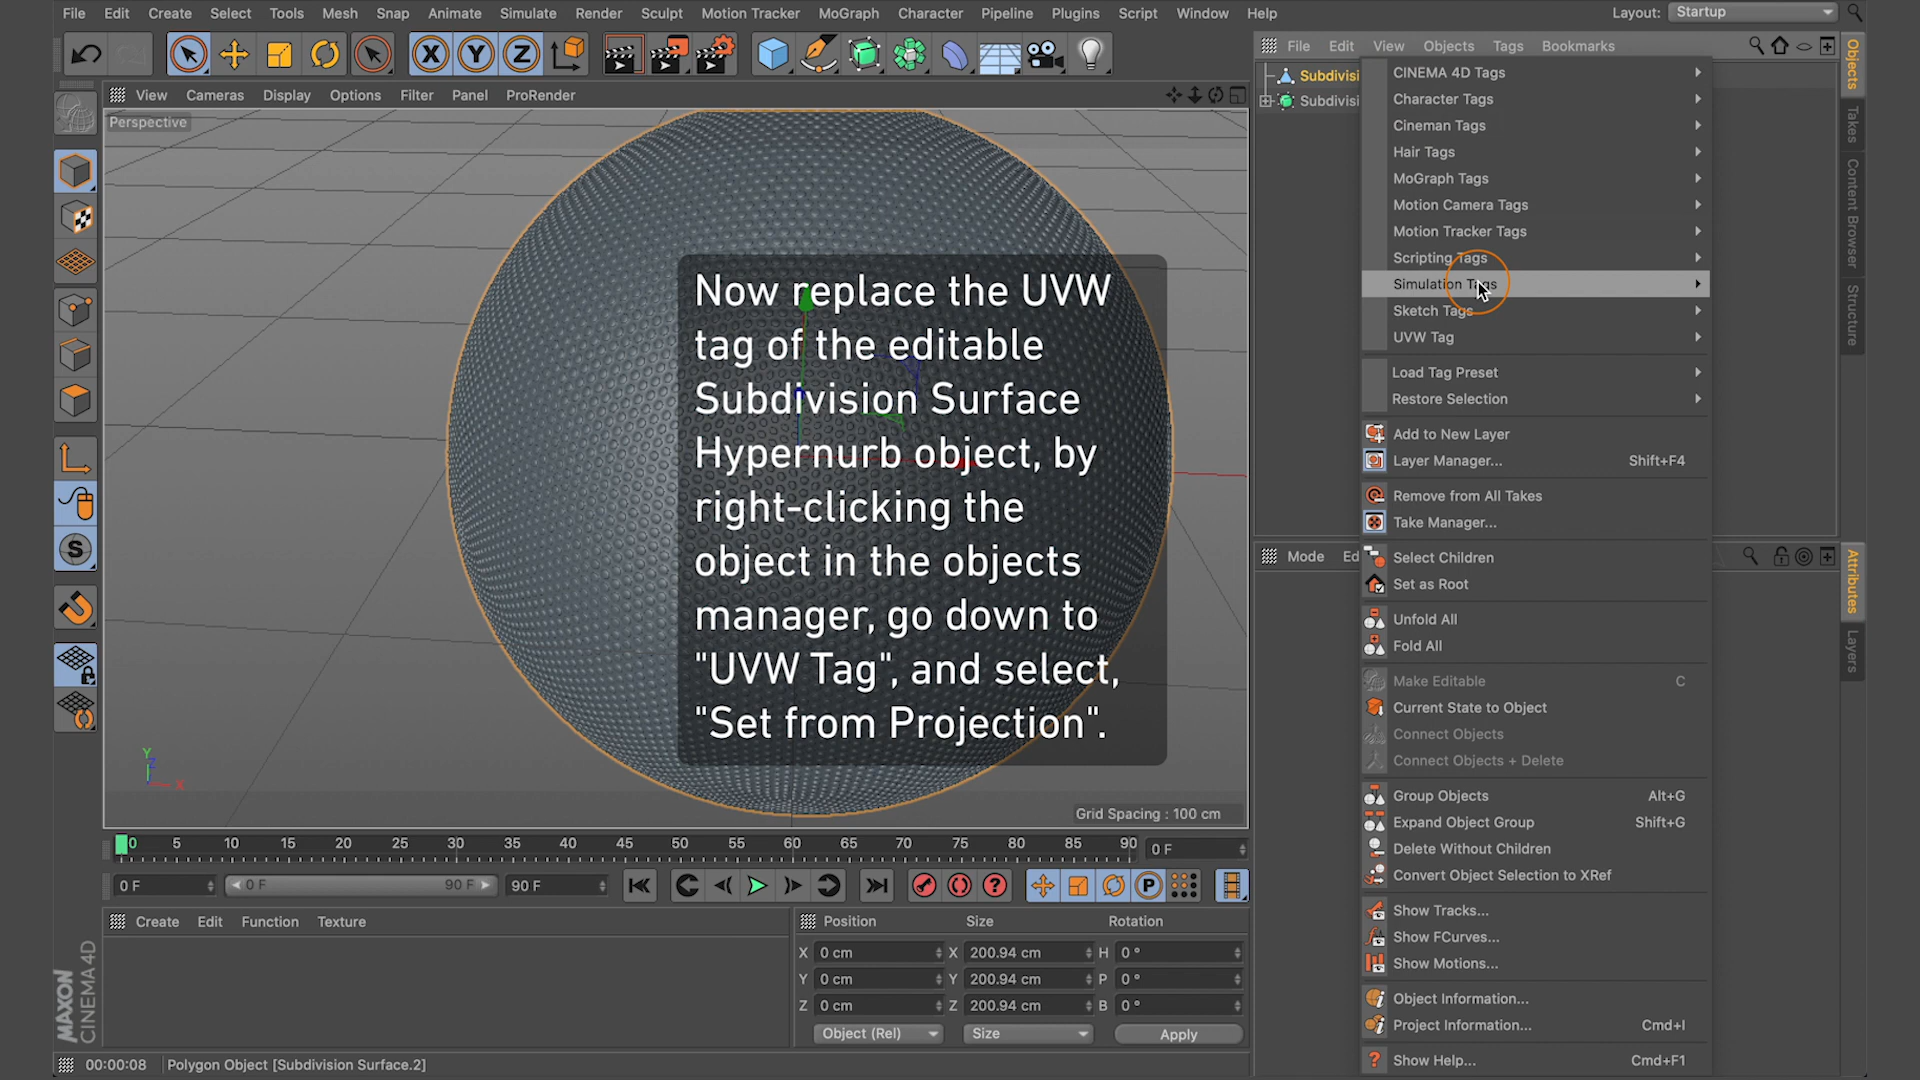 File Edit Create Select Tools Mesh Snap Animate Simulate Render Sculpt Motion Tracker MoGraph Character Pipeline Plugins Script Window Help
Layout: Startup
X Y Z
File Edit View Objects Tags Bookmarks
View Cameras Display Options Filter Panel ProRender
Perspective
Subdivisi
Subdivisi
Objects
Takes
Content Browser
Structure
CINEMA 4D Tags
Character Tags
Cineman Tags
Hair Tags
MoGraph Tags
Motion Camera Tags
Motion Tracker Tags
Scripting Tags
Simulation Tags
Sketch Tags
UVW Tag
Load Tag Preset
Restore Selection
Add to New Layer
Layer Manager... Shift+F4
Remove from All Takes
Take Manager...
Select Children
Set as Root
Unfold All
Fold All
Make Editable C
Current State to Object
Connect Objects
Connect Objects + Delete
Group Objects Alt+G
Expand Object Group Shift+G
Delete Without Children
Convert Object Selection to XRef
Show Tracks...
Show FCurves...
Show Motions...
Object Information...
Project Information... Cmd+I
Show Help... Cmd+F1
Now replace the UVW
tag of the editable
Subdivision Surface
Hypernurb object, by
right-clicking the
object in the objects
manager, go down to
"UVW Tag", and select,
"Set from Projection".
Mode Ed
Attributes
Layers
Y
Z
X
Grid Spacing : 100 cm
0 5 10 15 20 25 30 35 40 45 50 55 60 65 70 75 80 85 90
0 F
0 F 0 F 90 F 90 F
P
Create Edit Function Texture
Position Size Rotation
X 0 cm X 200.94 cm H 0 °
Y 0 cm Y 200.94 cm P 0 °
Z 0 cm Z 200.94 cm B 0 °
Object (Rel) Size Apply
MAXON
CINEMA 4D
00:00:08 Polygon Object [Subdivision Surface.2]